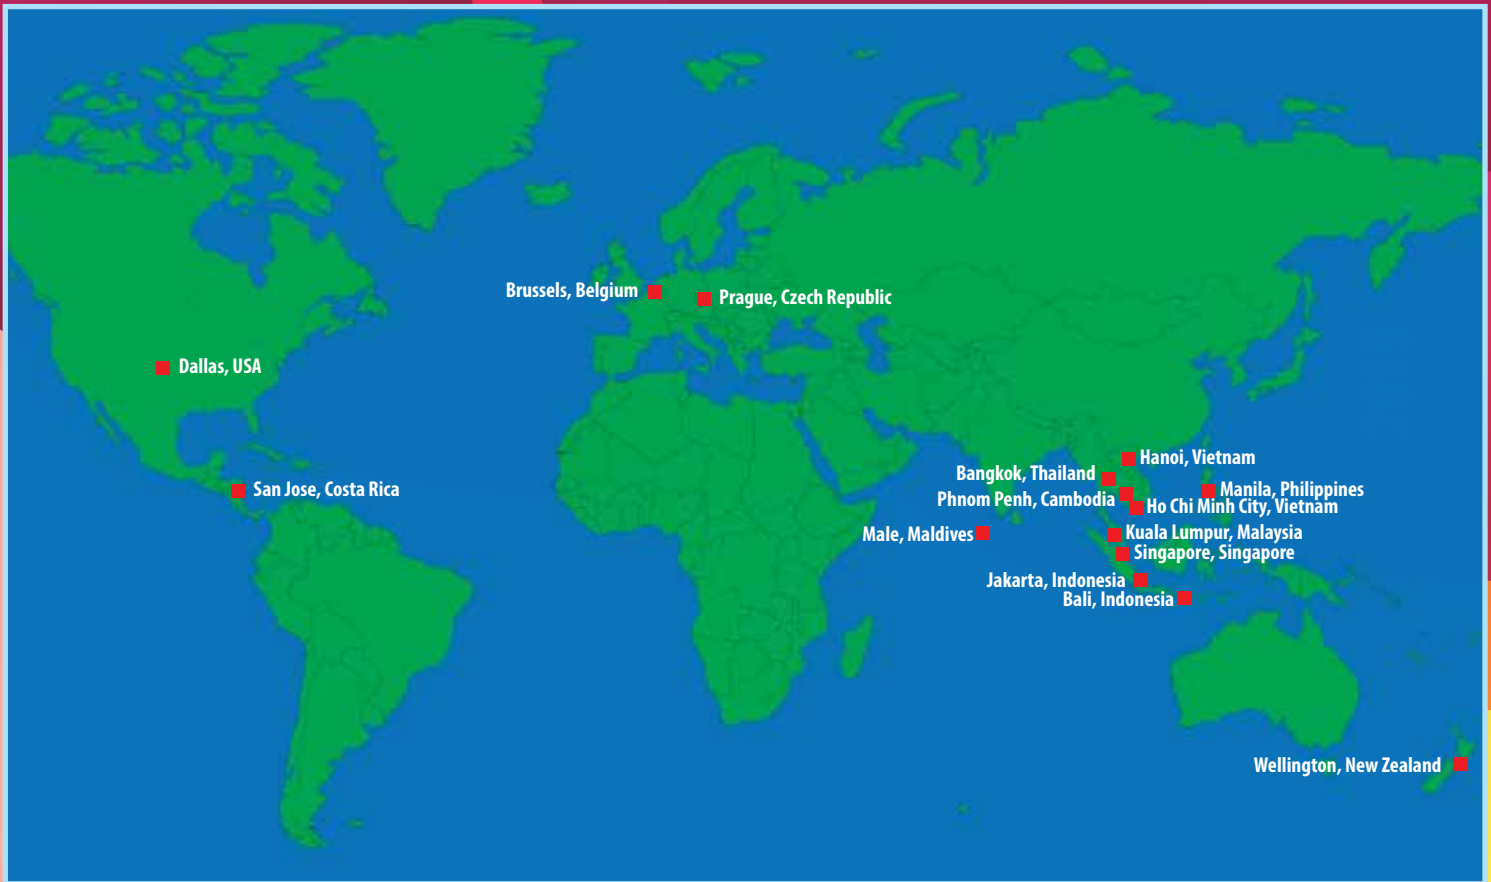 Brussels, Belgium
Prague, Czech Republic
Dallas, USA
Hanoi, Vietnam
Bangkok, Thailand
San Jose, Costa Rica
Manila, Philippines
Phnom Penh, Cambodia
Ho Chi Minh City, Vietnam
Male, Maldives
Kuala Lumpur, Malaysia
Singapore, Singapore
Jakarta, Indonesia
Bali, Indonesia
Wellington, New Zealand